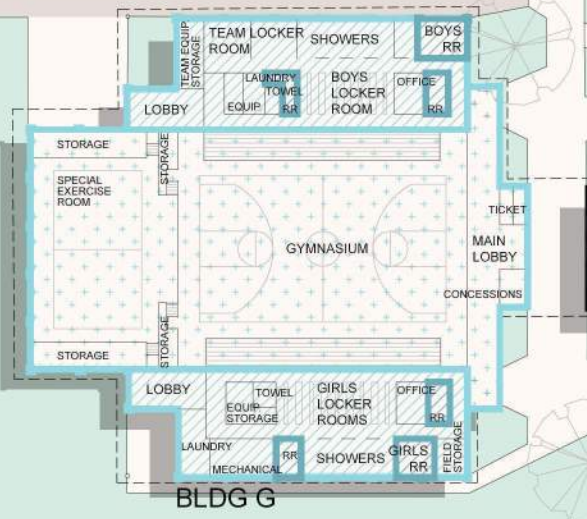 TEAM EQUIP
STORAGE
TEAM LOCKER
ROOM
SHOWERS
BOYS
RR
LAUNDRY
TOWEL
EQUIP
RR
BOYS
LOCKER
ROOM
OFFICE
RR
LOBBY
STORAGE
STORAGE
SPECIAL
EXERCISE
ROOM
GYMNASIUM
TICKET
MAIN
LOBBY
CONCESSIONS
STORAGE
STORAGE
LOBBY
TOWEL
EQUIP
STORAGE
GIRLS
LOCKER
ROOMS
OFFICE
RR
LAUNDRY
MECHANICAL
RR
SHOWERS
GIRLS
RR
FIELD
STORAGE
BLDG G